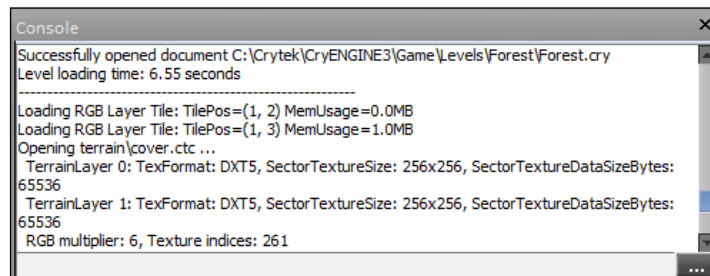 Console
Successfully opened document C:\Crytek\CryENGINE3\Game\Levels\Forest\Forest.cry
Level loading time: 6.55 seconds
------------------------------------------------------------
Loading RGB Layer Tile: TilePos=(1, 2) MemUsage=0.0MB
Loading RGB Layer Tile: TilePos=(1, 3) MemUsage=1.0MB
Opening terrain\cover.ctc ...
TerrainLayer 0: TexFormat: DXT5, SectorTextureSize: 256x256, SectorTextureDataSizeBytes:
65536
TerrainLayer 1: TexFormat: DXT5, SectorTextureSize: 256x256, SectorTextureDataSizeBytes:
65536
RGB multiplier: 6, Texture indices: 261
...